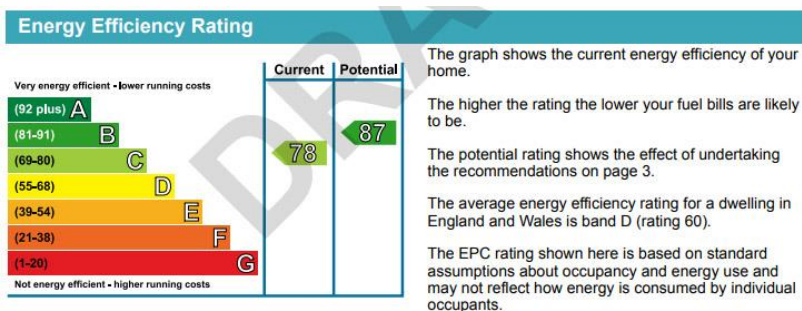 Energy Efficiency Rating
Current Potential
Very energy efficient - lower running costs
(92 plus) A
(81-91) B
87
(69-80) C
78
(55-68) D
(39-54) E
(21-38) F
(1-20) G
Not energy efficient - higher running costs
The graph shows the current energy efficiency of your
home.
The higher the rating the lower your fuel bills are likely
to be.
The potential rating shows the effect of undertaking
the recommendations on page 3.
The average energy efficiency rating for a dwelling in
England and Wales is band D (rating 60).
The EPC rating shown here is based on standard
assumptions about occupancy and energy use and
may not reflect how energy is consumed by individual
occupants.